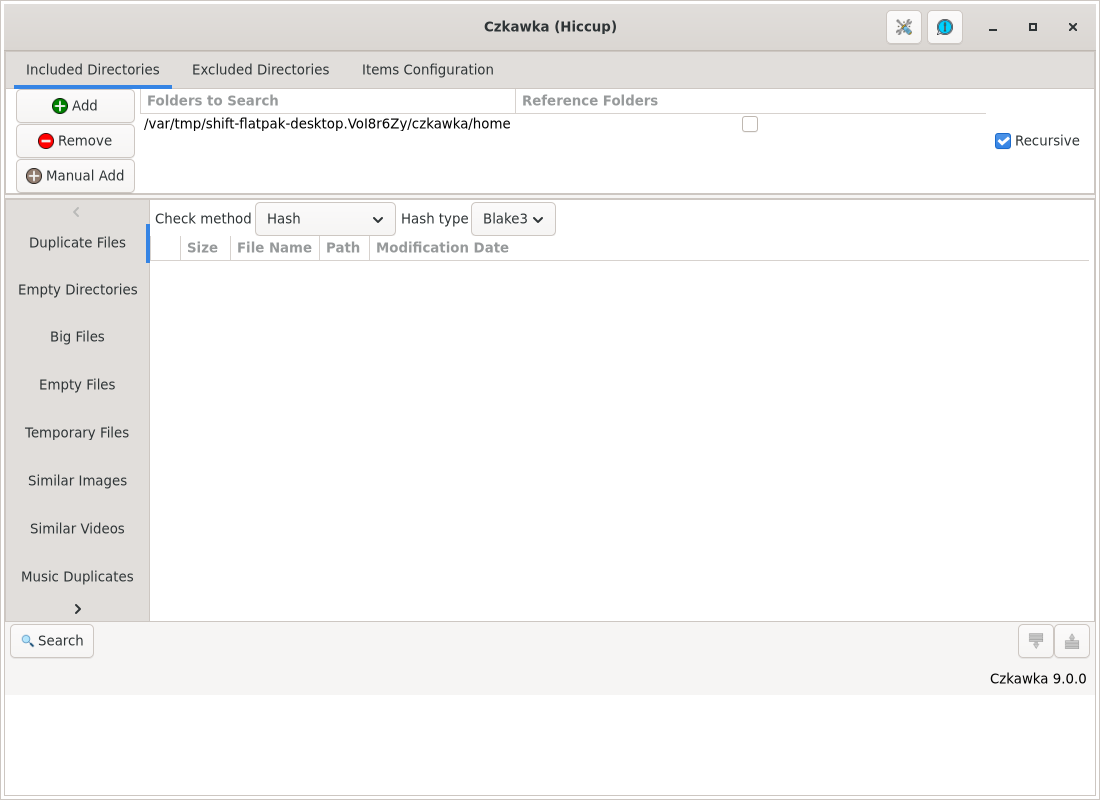 Czkawka (Hiccup)
Included Directories Excluded Directories Items Configuration
Add
Remove
Manual Add
Folders to Search Reference Folders
/var/tmp/shift-flatpak-desktop.VoI8r6Zy/czkawka/home
Recursive
Duplicate Files
Empty Directories
Big Files
Empty Files
Temporary Files
Similar Images
Similar Videos
Music Duplicates
Check method Hash Hash type Blake3
Size File Name Path Modification Date
Search
Czkawka 9.0.0